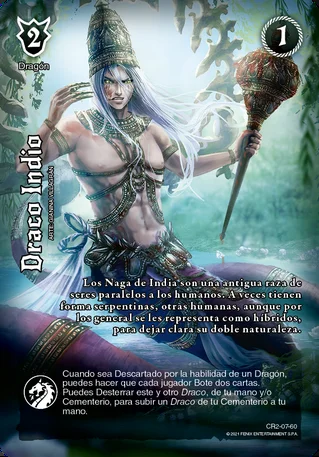 2
1
Dragón
Draco Indio
Los Naga de India son una antigua raza de
seres paralelos a los humanos. A veces tienen
forma serpentinas, otras humanas, aunque por
los general se les representa como híbridos,
para dejar clara su doble naturaleza.
Cuando sea Descartado por la habilidad de un Dragón,
puedes hacer que cada jugador Bote dos cartas.
Puedes Desterrar este y otro Draco, de tu mano y/o
Cementerio, para subir un Draco de tu Cementerio a tu
mano.
CR2-07-60
© 2021 FENIX ENTERTAINMENT S.P.A.